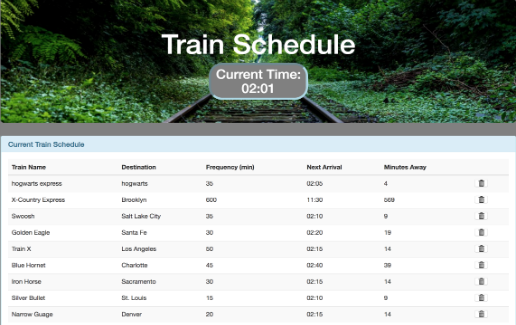 Train Schedule
Current Time:
02:01
Current Train Schedule
Train Name Destination Frequency (min) Next Arrival Minutes Away
hogwarts express hogwarts 35 02:05 4
X-Country Express Brooklyn 600 11:30 569
Swoosh Salt Lake City 35 02:10 9
Golden Eagle Santa Fe 30 02:20 19
Train X Los Angeles 50 02:15 14
Blue Hornet Charlotte 45 02:40 39
Iron Horse Sacramento 30 02:15 14
Silver Bullet St. Louis 15 02:10 9
Narrow Guage Denver 20 02:15 14